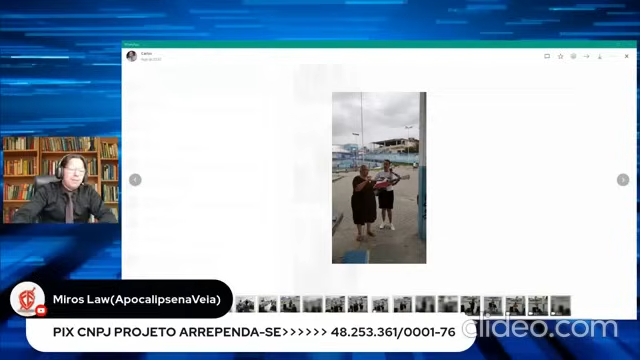 Miros Law(ApocalipsenaVeia)
PIX CNPJ PROJETO ARREPENDA-SE>>>>>> 48.253.361/0001-76
clideo.com